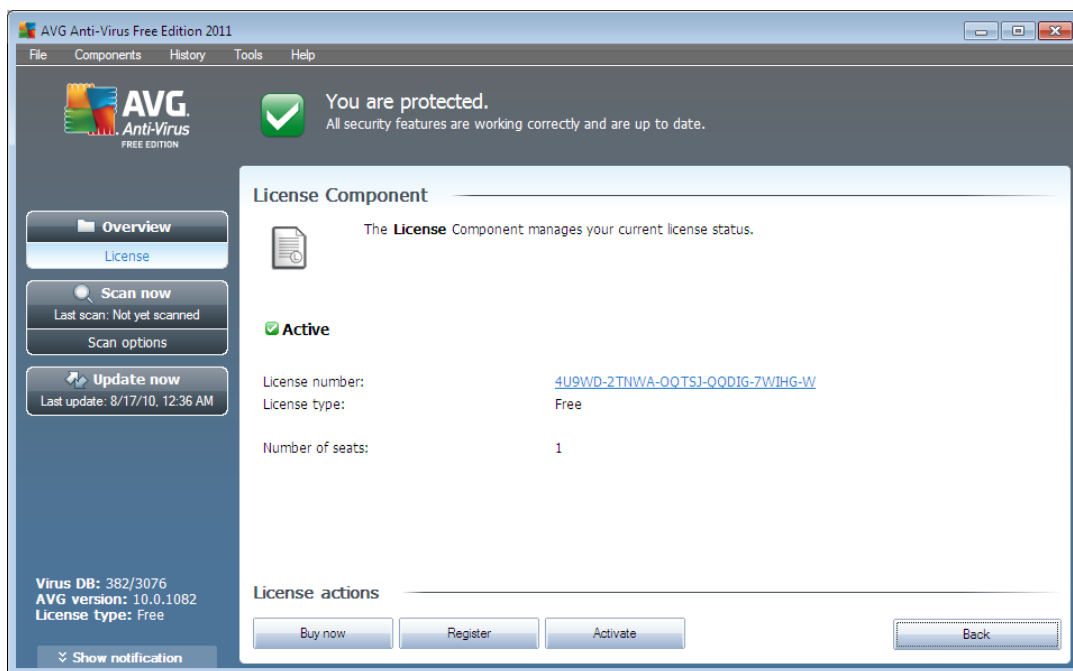 AVG Anti-Virus Free Edition 2011
File Components History Tools Help
AVG.
Anti-Virus
FREE EDITION
You are protected.
All security features are working correctly and are up to date.
Overview
License
Scan now
Last scan: Not yet scanned
Scan options
Update now
Last update: 8/17/10, 12:36 AM
Virus DB: 382/3076
AVG version: 10.0.1082
License type: Free
Show notification
License Component
The License Component manages your current license status.
Active
License number: 4U9WD-2TNWA-OQTSJ-QQDIG-7WIHG-W
License type: Free
Number of seats: 1
License actions
Buy now Register Activate Back